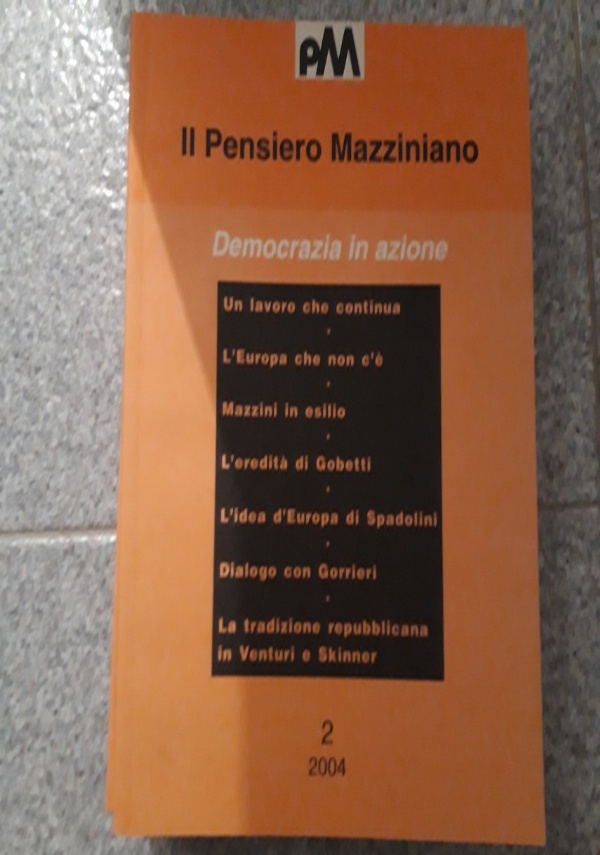 PM
Il Pensiero Mazziniano
Democrazia in azione
Un lavoro che continua
L'Europa che non c'è
Mazzini in esilio
L'eredità di Gobetti
L'idea d'Europa di Spadolini
Dialogo con Gorrieri
La tradizione repubblicana
in Venturi e Skinner
2
2004